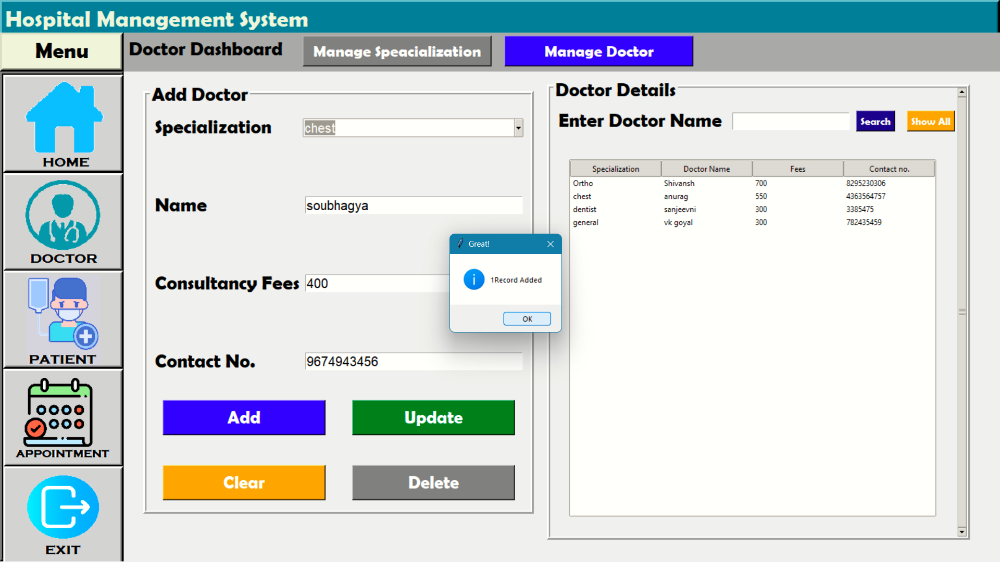 Hospital Management System
Menu
Doctor Dashboard
Manage Speacialization
Manage Doctor
HOME
DOCTOR
PATIENT
APPOINTMENT
EXIT
Add Doctor
Specialization
chest
Name
soubhagya
Consultancy Fees
400
Contact No.
9674943456
Add
Update
Clear
Delete
Great!
1Record Added
OK
Doctor Details
Enter Doctor Name
Search
Show All
Specialization Doctor Name Fees Contact no.
Ortho Shivansh 700 8295230306
chest anurag 550 4363564757
dentist sanjeevni 300 3385475
general vk goyal 300 782435459